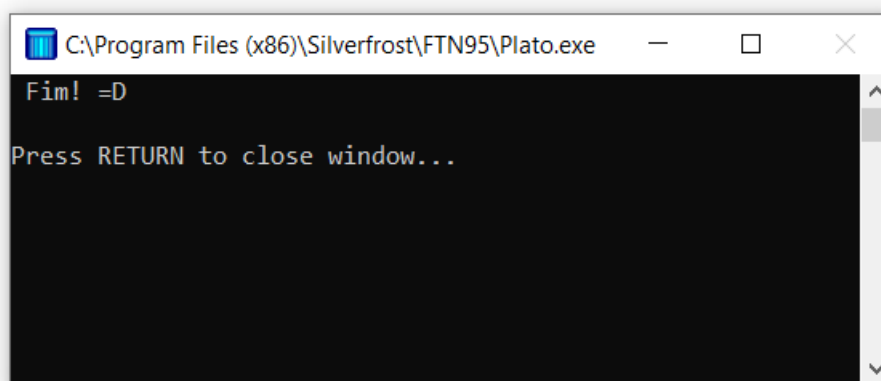 C:\Program Files (x86)\Silverfrost\FTN95\Plato.exe
Fim! =D
Press RETURN to close window...